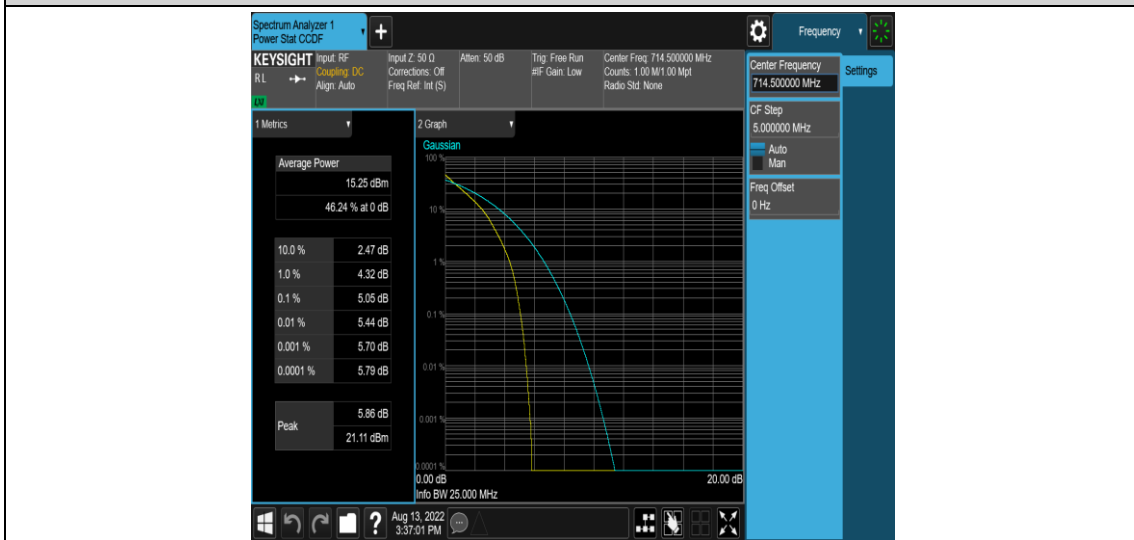 Spectrum Analyzer 1
Power Stat CCDF
Frequency
KEYSIGHT
RL
Input: RF
Coupling: DC
Align: Auto
Input Z: 50 Ω
Corrections: Off
Freq Ref: Int (S)
Atten: 50 dB
Trig: Free Run
#IF Gain: Low
Center Freq: 714.500000 MHz
Counts: 1.00 M/1.00 Mpt
Radio Std: None
Center Frequency
714.500000 MHz
Settings
CF Step
5.000000 MHz
Auto
Man
Freq Offset
0 Hz
1 Metrics
Average Power
15.25 dBm
46.24 % at 0 dB
10.0 % 2.47 dB
1.0 % 4.32 dB
0.1 % 5.05 dB
0.01 % 5.44 dB
0.001 % 5.70 dB
0.0001 % 5.79 dB
Peak 5.86 dB
21.11 dBm
2 Graph
Gaussian
100 %
10 %
1 %
0.1 %
0.01 %
0.001 %
0.0001 %
0.00 dB 20.00 dB
Info BW 25.000 MHz
Aug 13, 2022
3:37:01 PM